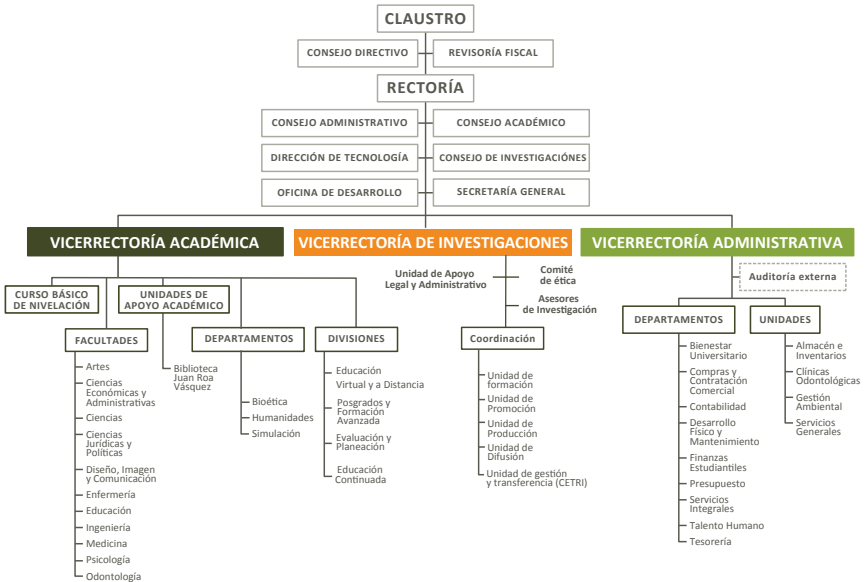 CLAUSTRO
CONSEJO DIRECTIVO
REVISORÍA FISCAL
RECTORÍA
CONSEJO ADMINISTRATIVO
CONSEJO ACADÉMICO
DIRECCIÓN DE TECNOLOGÍA
CONSEJO DE INVESTIGACIÓNES
OFICINA DE DESARROLLO
SECRETARÍA GENERAL
VICERRECTORÍA ACADÉMICA
CURSO BÁSICO
DE NIVELACIÓN
UNIDADES DE
APOYO ACADÉMICO
FACULTADES
Artes
Ciencias
Económicas y
Administrativas
Ciencias
Ciencias
Jurídicas y
Políticas
Diseño, Imagen
y Comunicación
Enfermería
Educación
Ingeniería
Medicina
Psicología
Odontología
Biblioteca
Juan Roa
Vásquez
DEPARTAMENTOS
Bioética
Humanidades
Simulación
DIVISIONES
Educación
Virtual y a Distancia
Posgrados y
Formación
Avanzada
Evaluación y
Planeación
Educación
Continuada
VICERRECTORÍA DE INVESTIGACIONES
Unidad de Apoyo
Legal y Administrativo
Comité
de ética
Asesores
de Investigación
Coordinación
Unidad de
formación
Unidad de
Promoción
Unidad de
Producción
Unidad de
Difusión
Unidad de gestión
y transferencia (CETRI)
VICERRECTORÍA ADMINISTRATIVA
Auditoría externa
DEPARTAMENTOS
Bienestar
Universitario
Compras y
Contratación
Comercial
Contabilidad
Desarrollo
Físico y
Mantenimiento
Finanzas
Estudiantiles
Presupuesto
Servicios
Integrales
Talento Humano
Tesorería
UNIDADES
Almacén e
Inventarios
Clínicas
Odontológicas
Gestión
Ambiental
Servicios
Generales